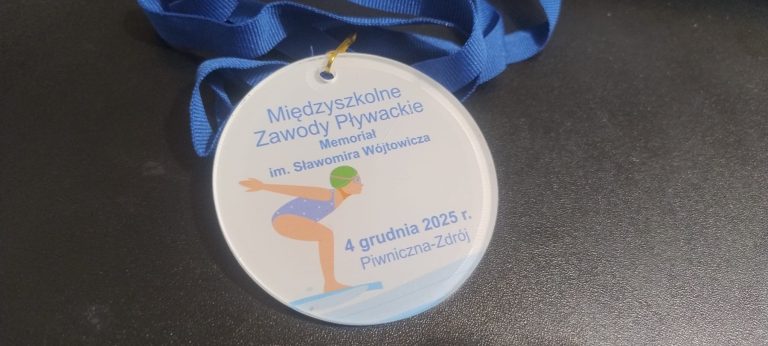 Międzyszkolne
Zawody Pływackie
Memoriał
im. Sławomira Wójtowicza
4 grudnia 2025 r.
Piwniczna-Zdrój